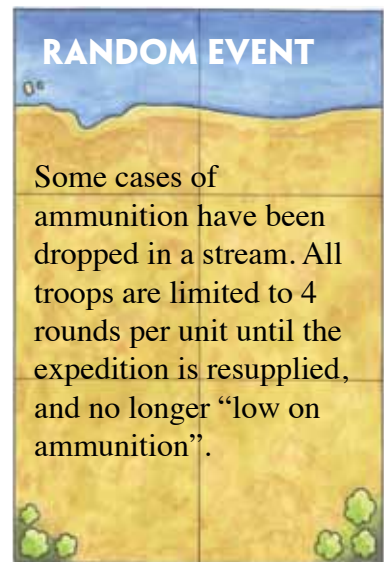 RANDOM EVENT
Some cases of
ammunition have been
dropped in a stream. All
troops are limited to 4
rounds per unit until the
expedition is resupplied,
and no longer “low on
ammunition”.